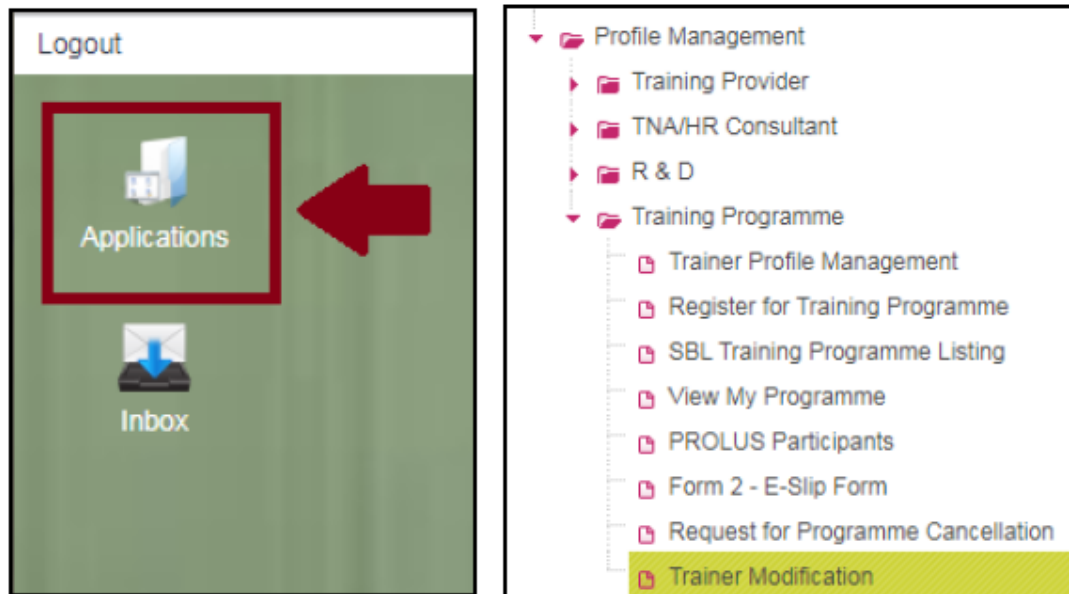 Logout
Applications
Inbox
Profile Management
Training Provider
TNA/HR Consultant
R & D
Training Programme
Trainer Profile Management
Register for Training Programme
SBL Training Programme Listing
View My Programme
PROLUS Participants
Form 2 - E-Slip Form
Request for Programme Cancellation
Trainer Modification